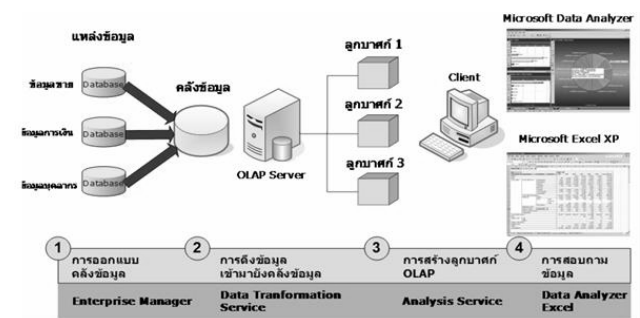 Microsoft Data Analyzer
แหล่งข้อมูล
ลูกบาศก์ 1
ข้อมูลขาย
Database
คลังข้อมูล
Client
ลูกบาศก์ 2
ข้อมูลการเงิน
Database
Microsoft Excel XP
ลูกบาศก์ 3
OLAP Server
ข้อมูลบุคลากร
Database
1
การออกแบบ
คลังข้อมูล
2
การดึงข้อมูล
เข้ามายังคลังข้อมูล
3
การสร้างลูกบาศก์
OLAP
4
การสอบถาม
ข้อมูล
Enterprise Manager
Data Tranformation
Service
Analysis Service
Data Analyzer
Excel